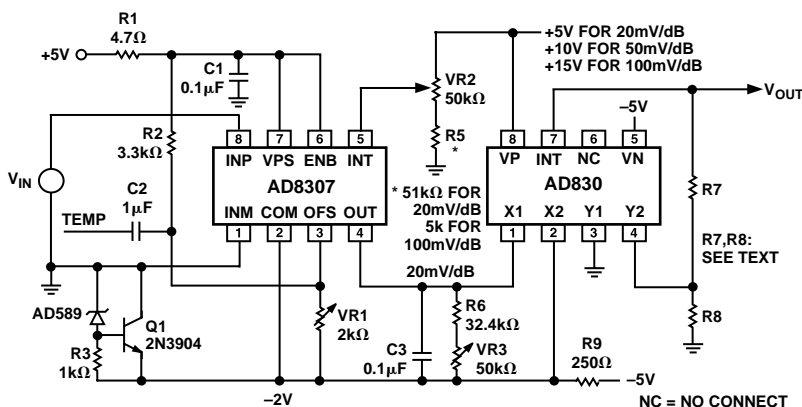 R1
4.7Ω
+5V
C1
0.1µF
R2
3.3kΩ
VR2
50kΩ
R5
*
+5V FOR 20mV/dB
+10V FOR 50mV/dB
+15V FOR 100mV/dB
VOUT
–5V
8 7 6 5
INP VPS ENB INT
AD8307
INM COM OFS OUT
1 2 3 4
8 7 6 5
VP INT NC VN
AD830
X1 X2 Y1 Y2
1 2 3 4
VIN
C2
1µF
TEMP
* 51kΩ FOR
20mV/dB
5k FOR
100mV/dB
R7
R7,R8:
SEE TEXT
R8
20mV/dB
AD589
Q1
2N3904
R3
1kΩ
VR1
2kΩ
C3
0.1µF
R6
32.4kΩ
VR3
50kΩ
R9
250Ω
–5V
–2V
NC = NO CONNECT